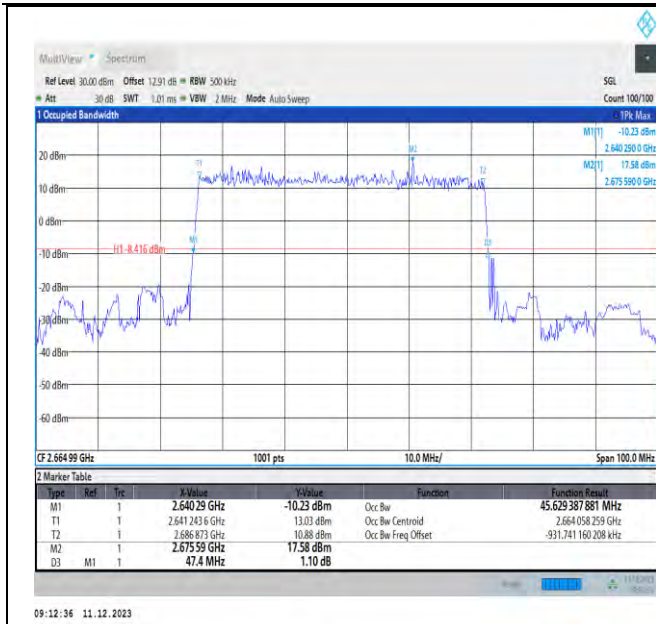 MultiView Spectrum
Ref Level 30.00 dBm Offset 12.91 dB RBW 500 kHz SGL
Att 30 dB SWT 1.01 ms VBW 2 MHz Mode Auto Sweep Count 100/100
1 Occupied Bandwidth 1Pk Max
M1[1] -10.23 dBm
2.640 290 0 GHz
M2[1] 17.58 dBm
2.675 590 0 GHz
20 dBm
10 dBm
0 dBm
-10 dBm
-20 dBm
-30 dBm
-40 dBm
-50 dBm
-60 dBm
H1 -8.416 dBm
T1
M2
T2
M1
D3
CF 2.664 99 GHz 1001 pts 10.0 MHz/ Span 100.0 MHz
2 Marker Table
Type Ref Trc X-Value Y-Value Function Function Result
M1 1 2.640 29 GHz -10.23 dBm Occ Bw 45.629 387 881 MHz
T1 1 2.641 243 6 GHz 13.03 dBm Occ Bw Centroid 2.664 058 259 GHz
T2 1 2.686 873 GHz 10.88 dBm Occ Bw Freq Offset -931.741 160 208 kHz
M2 1 2.675 59 GHz 17.58 dBm
D3 M1 1 47.4 MHz 1.10 dB
09:12:36 11.12.2023